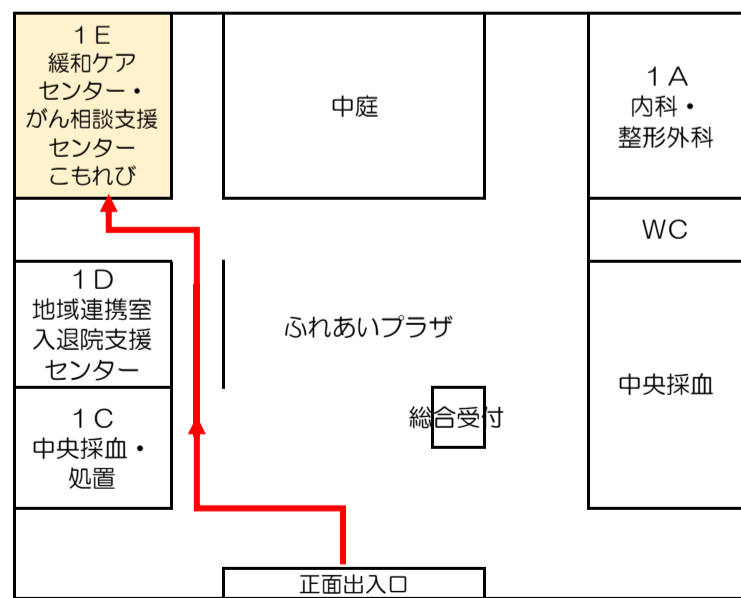 １Ｅ
緩和ケア
センター・
がん相談支援
センター
こもれび
中庭
１Ａ
内科・
整形外科
ＷＣ
１Ｄ
地域連携室
入退院支援
センター
ふれあいプラザ
中央採血
総合受付
１Ｃ
中央採血・
処置
正面出入口